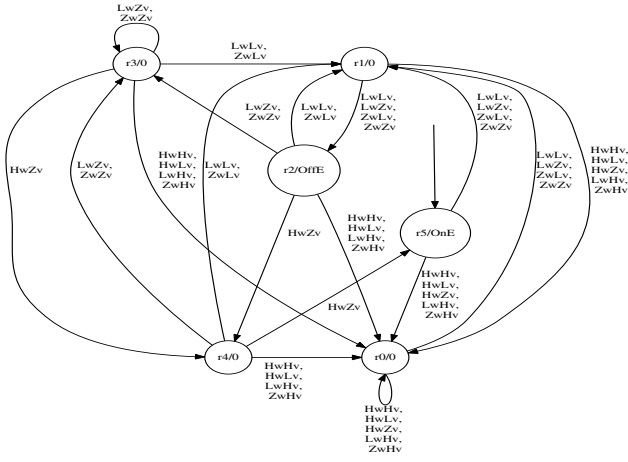 LwZv,
ZwZv
r3/0
LwLv,
ZwLv
r1/0
LwZv,
ZwZv
LwLv,
ZwLv
LwLv,
LwZv,
ZwLv,
ZwZv
LwLv,
LwZv,
ZwLv,
ZwZv
HwZv
LwZv,
ZwZv
HwHv,
HwLv,
LwHv,
ZwHv
LwLv,
ZwLv
r2/OffE
LwLv,
LwZv,
ZwLv,
ZwZv
HwHv,
HwLv,
HwZv,
LwHv,
ZwHv
HwZv
HwHv,
HwLv,
LwHv,
ZwHv
r5/OnE
HwZv
HwHv,
HwLv,
HwZv,
LwHv,
ZwHv
r4/0
HwHv,
HwLv,
LwHv,
ZwHv
r0/0
HwHv,
HwLv,
HwZv,
LwHv,
ZwHv